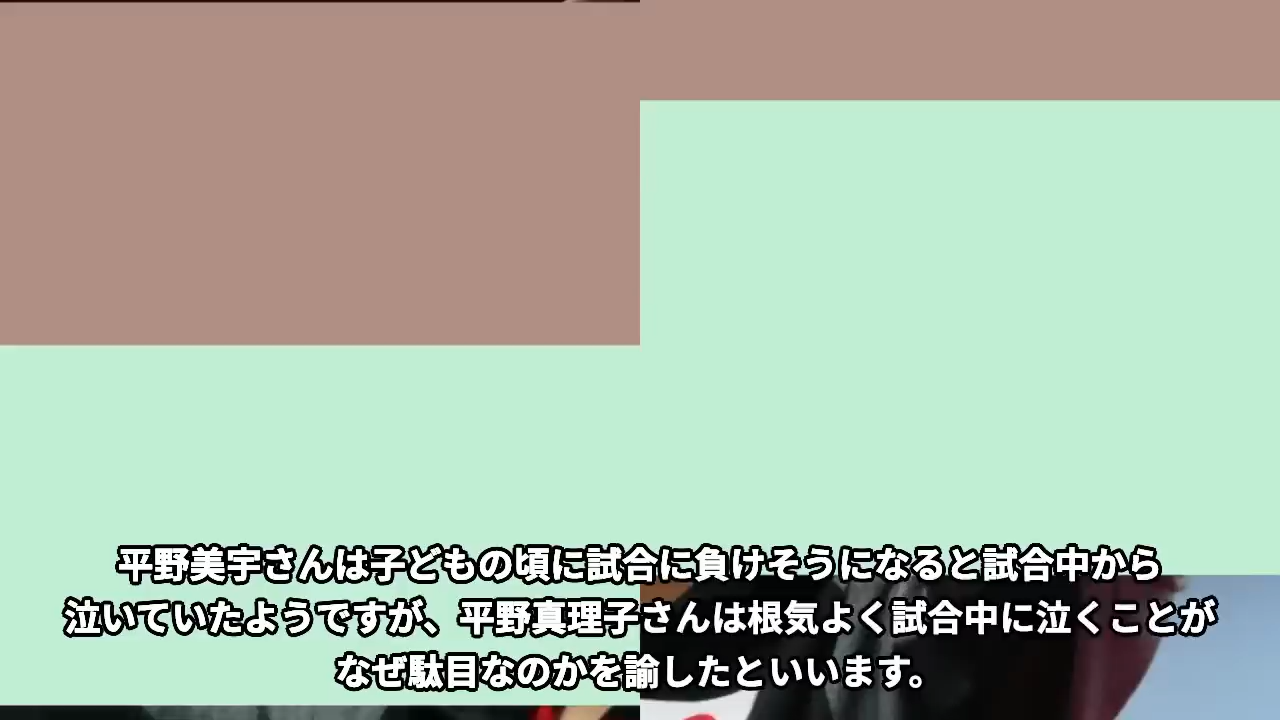 平野美宇さんは子どもの頃に試合に負けそうになると試合中から
泣いていたようですが、平野真理子さんは根気よく試合中に泣くことが
なぜ駄目なのかを諭したといいます。